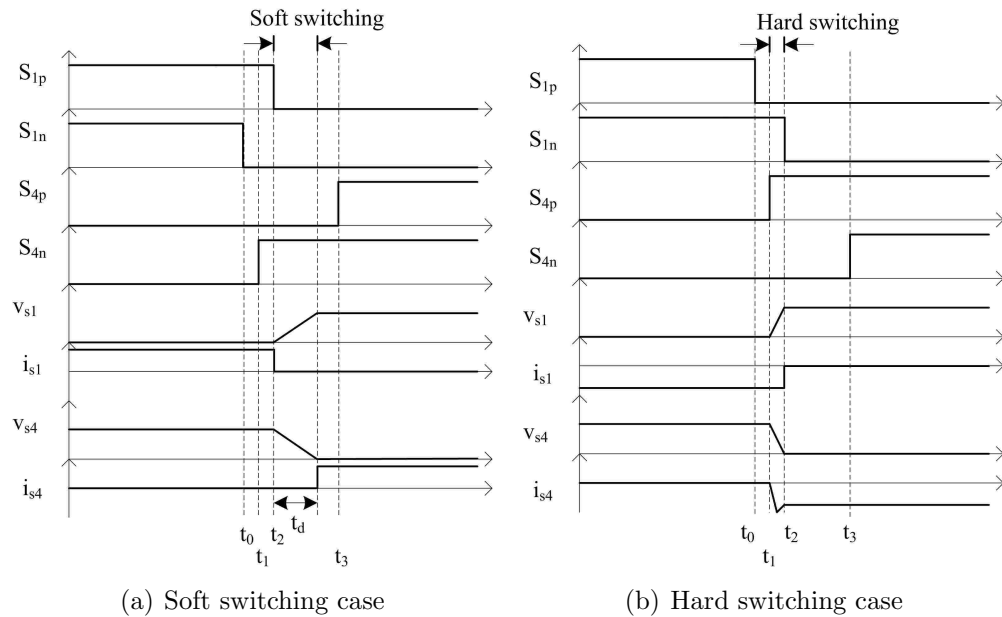 Soft switching
S1p
S1n
S4p
S4n
vs1
is1
vs4
is4
td
t0
t2
t1
t3
(a) Soft switching case
Hard switching
S1p
S1n
S4p
S4n
vs1
is1
vs4
is4
t0
t2
t3
t1
(b) Hard switching case